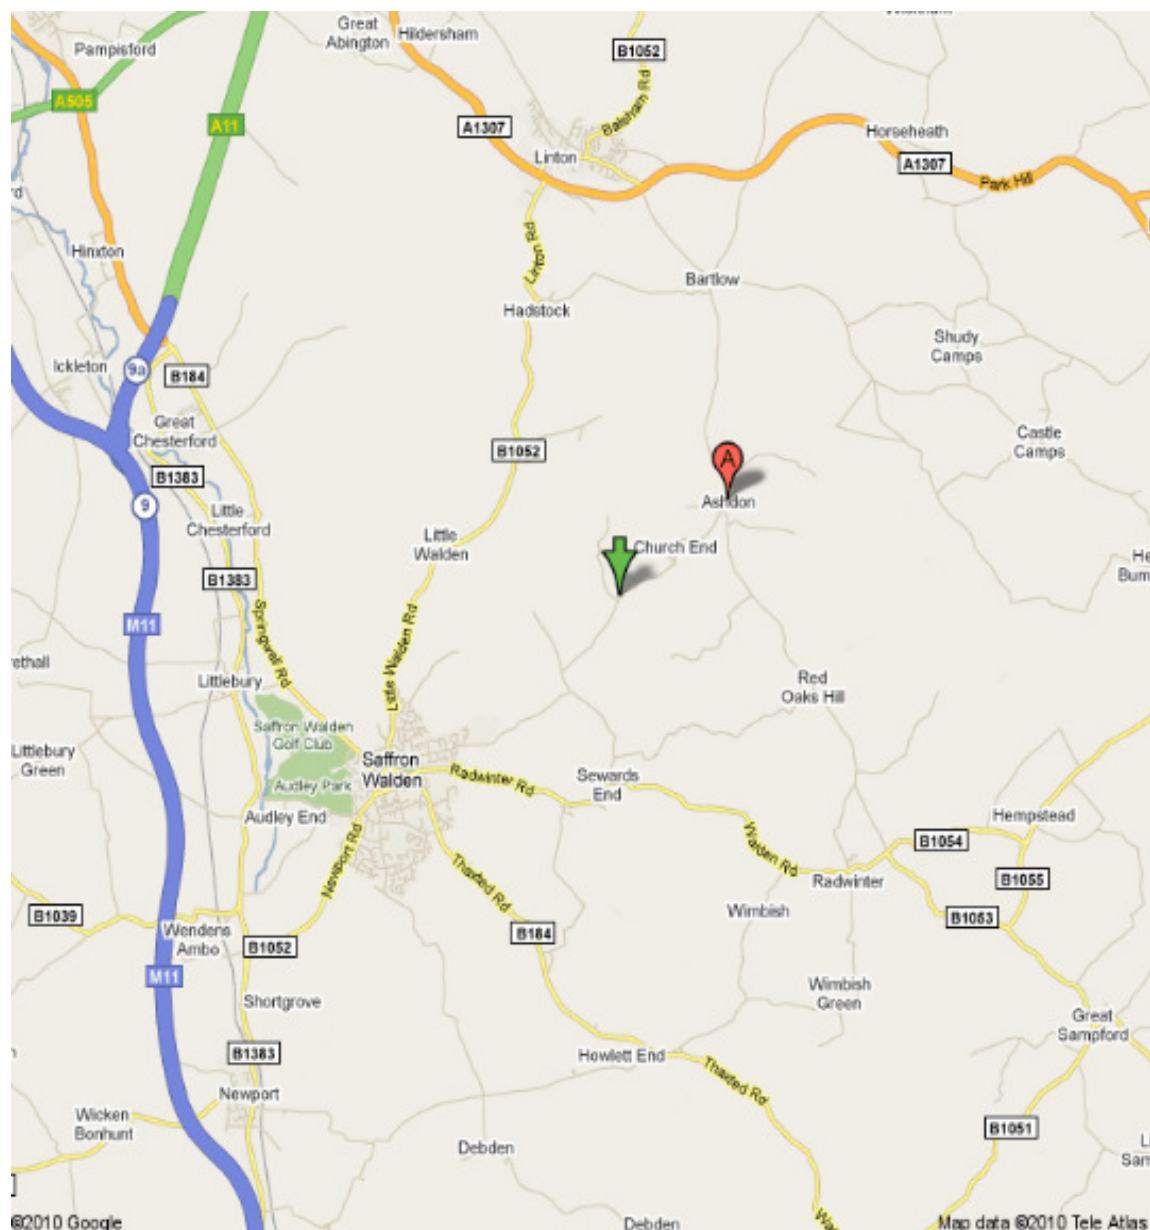 Great
Abington
Hildersham
Pampisford
B1052
A505
A11
A1307
Balsham Rd
Horseheath
Linton
A1307
Park Hill
Hinxton
Linton Rd
Bartlow
Hadstock
Shudy
Camps
Ickleton
9a
B184
Great
Chesterford
Castle
Camps
B1052
A
B1383
9
Ashdon
Little
Chesterford
Little
Walden
Church End
B1383
M11
Springwell Rd
Little Walden Rd
Littlebury
Red
Oaks Hill
Saffron Walden
Golf Club
Littlebury
Green
Saffron
Walden
Audley Park
Radwinter Rd
Sewards
End
Audley End
Hempstead
Newport Rd
Walden Rd
B1054
Thaxted Rd
Radwinter
B1055
B1039
Wimbish
B1053
Wendens
Ambo
B1052
B184
M11
Wimbish
Green
Shortgrove
Great
Sampford
B1383
Howlett End
Thaxted Rd
Newport
Wicken
Bonhunt
B1051
Debden
©2010 Google
Debden
Map data ©2010 Tele Atlas